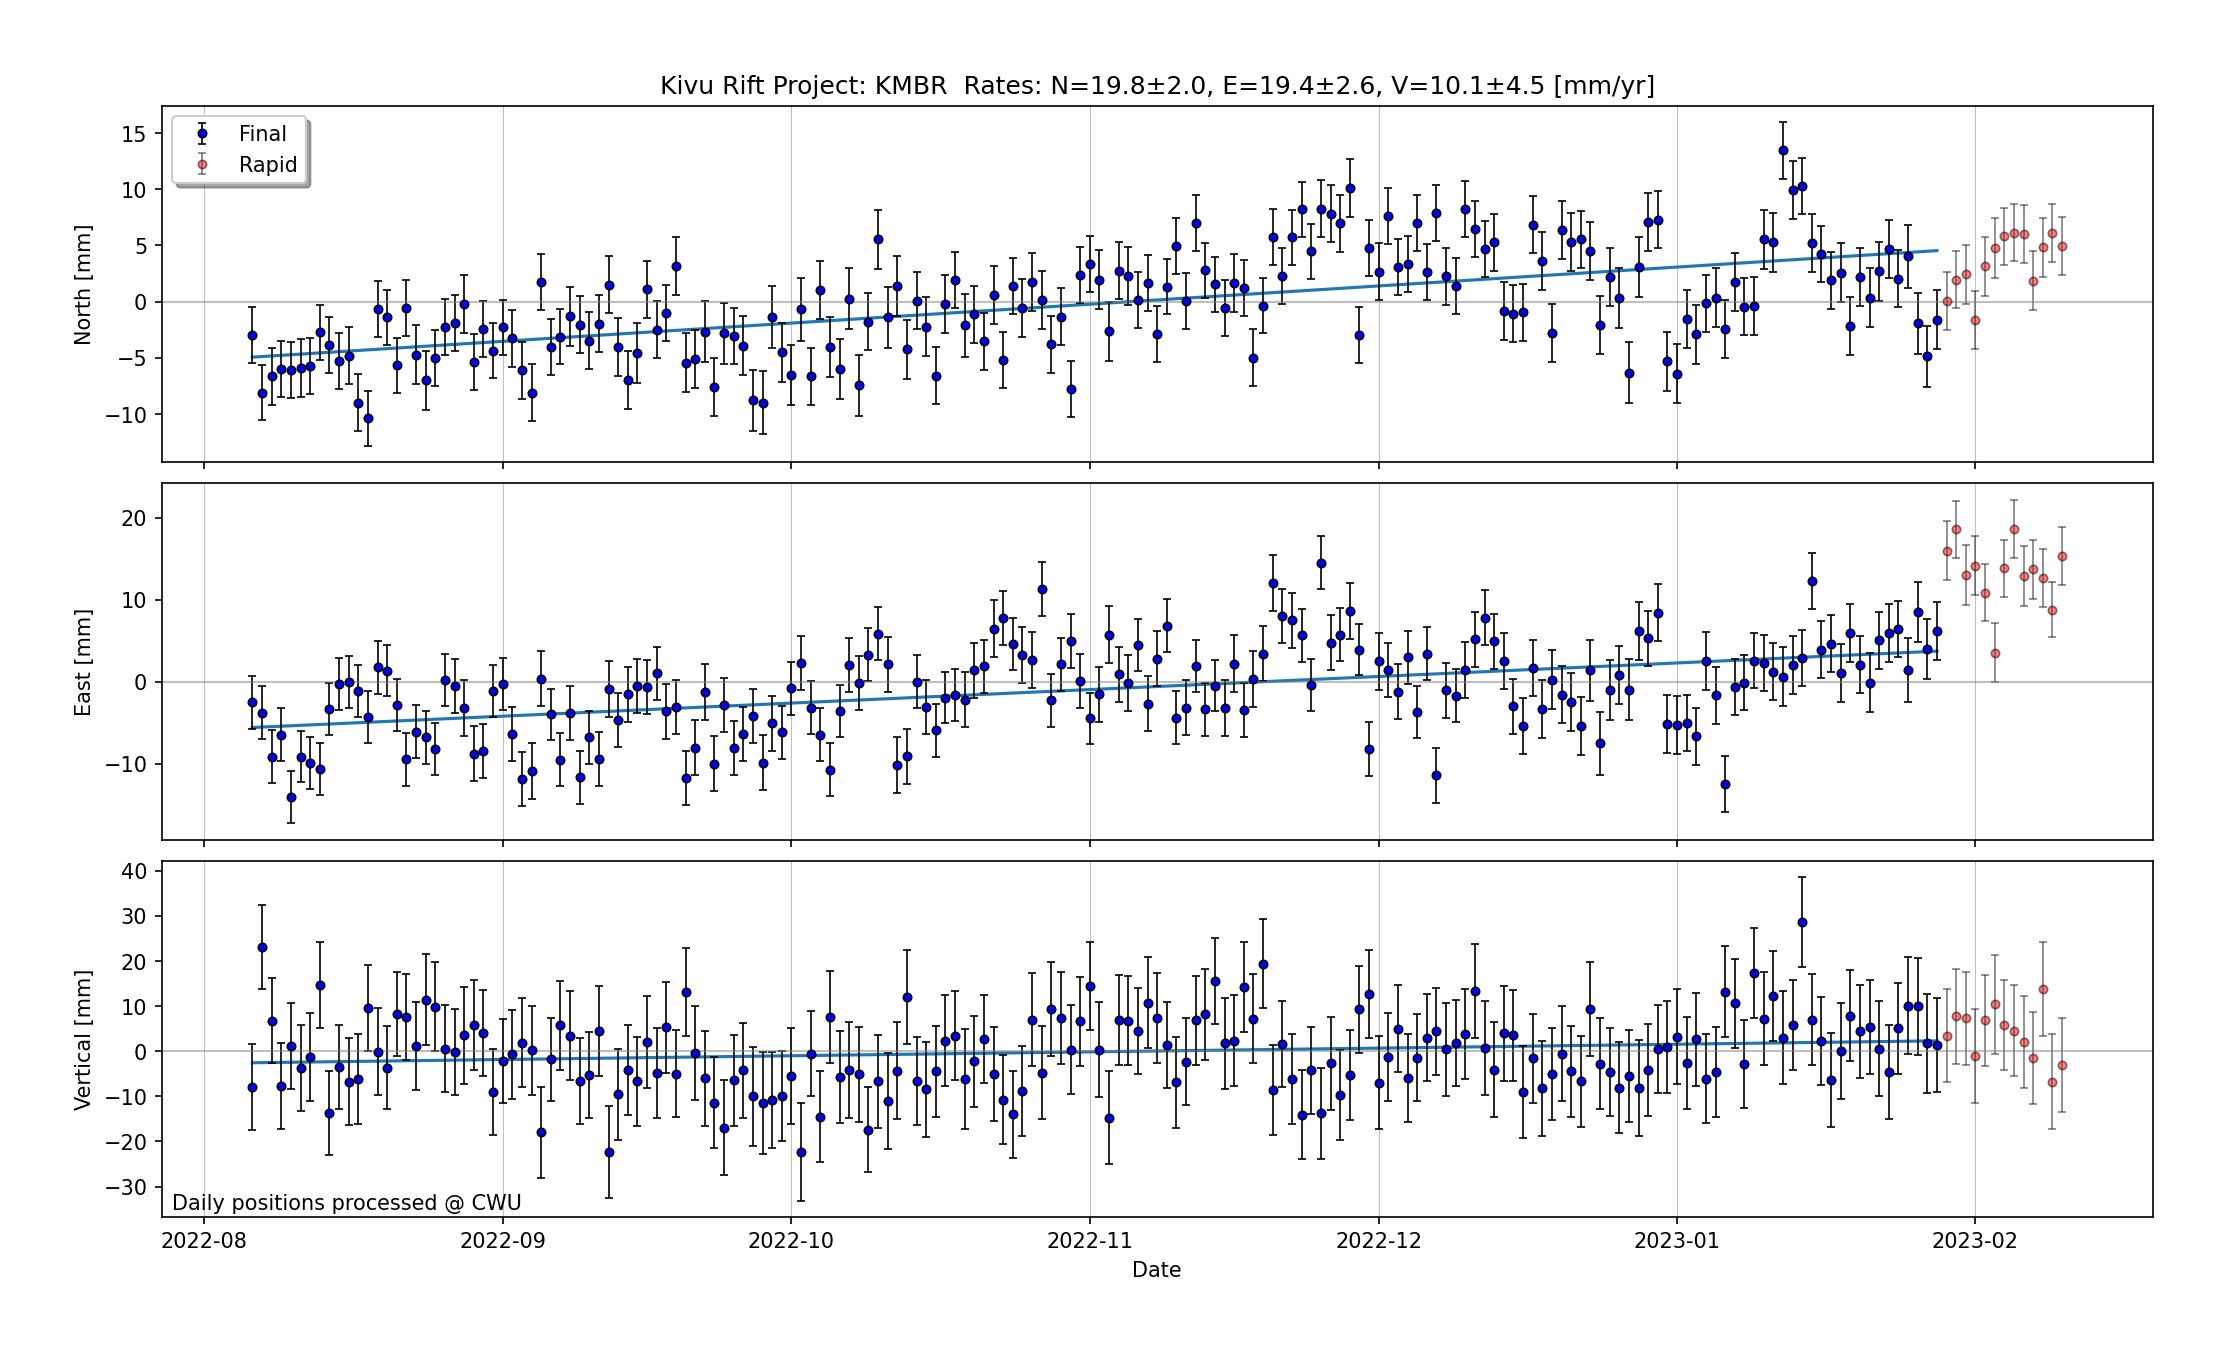 Kivu Rift Project: KMBR  Rates: N=19.8±2.0, E=19.4±2.6, V=10.1±4.5 [mm/yr]
Final
Rapid
North [mm]
15
10
5
0
−5
−10
East [mm]
20
10
0
−10
Vertical [mm]
40
30
20
10
0
−10
−20
−30
Daily positions processed @ CWU
2022-08 2022-09 2022-10 2022-11 2022-12 2023-01 2023-02
Date